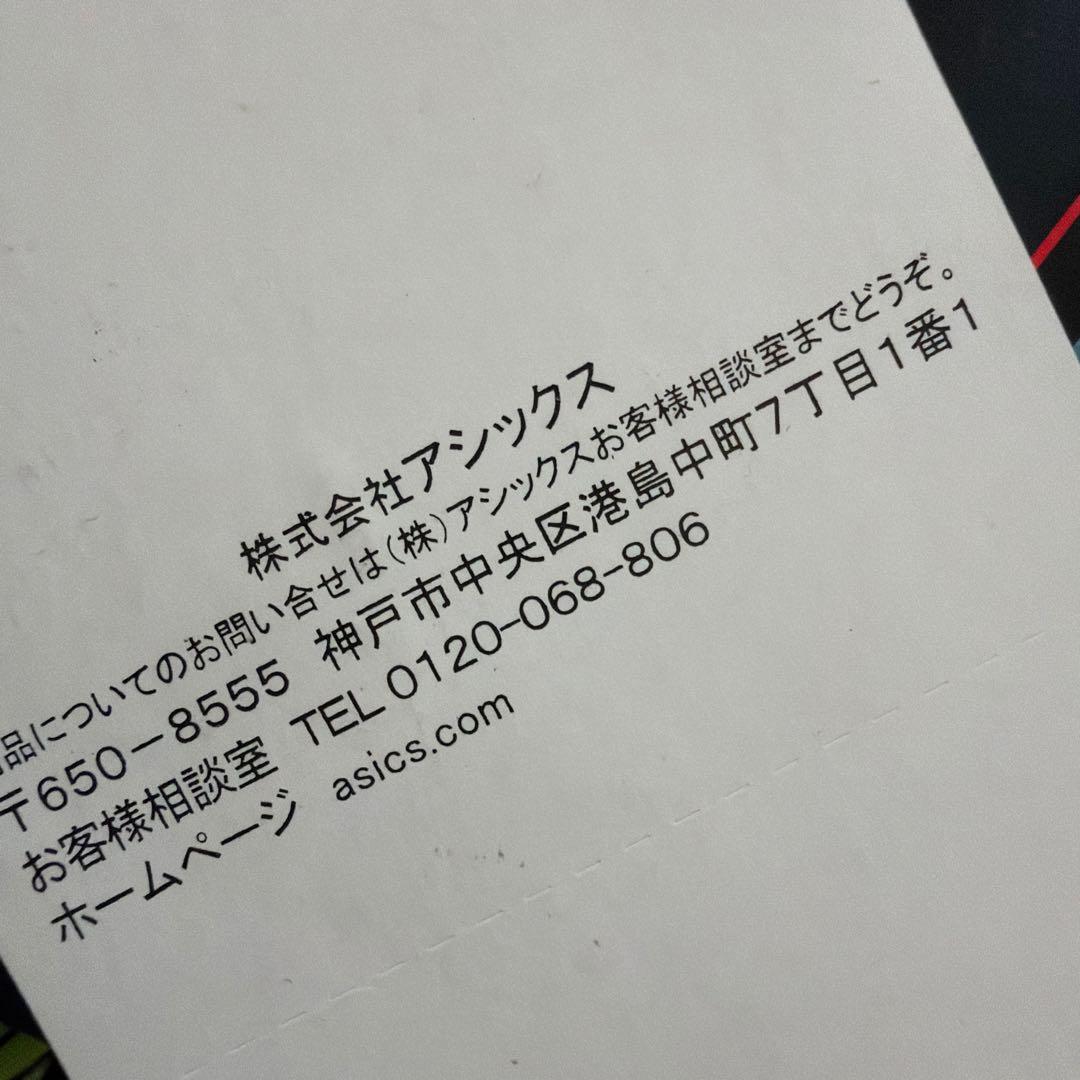 株式会社アシックス
品についてのお問い合せは(株)アシックスお客様相談室までどうぞ。
〒650-8555 神戸市中央区港島中町7丁目1番1
お客様相談室 TEL 0120-068-806
ホームページ asics.com